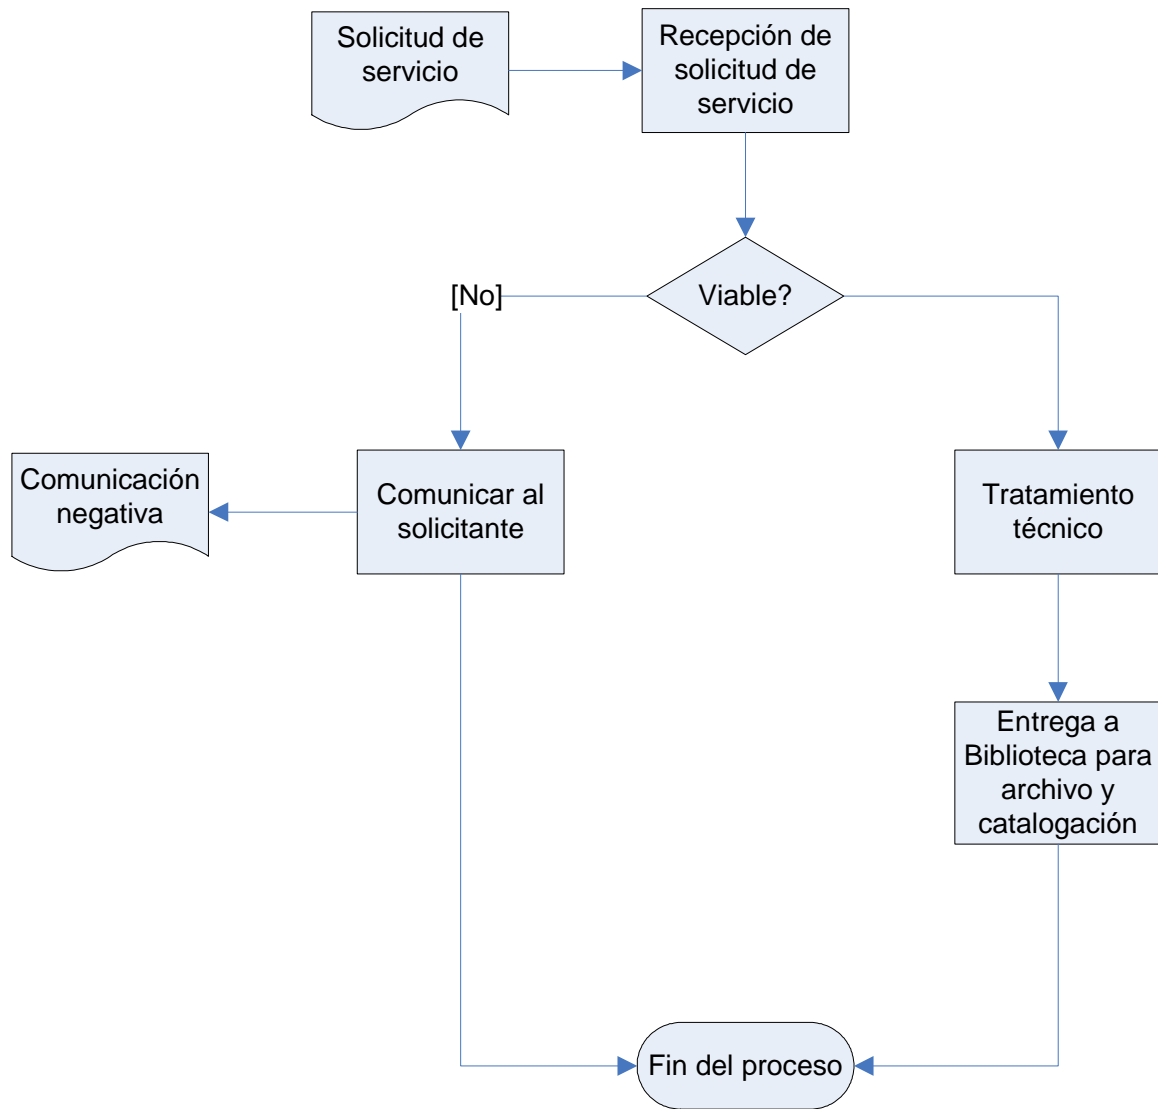 Solicitud de
servicio
Recepción de
solicitud de
servicio
Viable?
[No]
Comunicación
negativa
Comunicar al
solicitante
Tratamiento
técnico
Entrega a
Biblioteca para
archivo y
catalogación
Fin del proceso